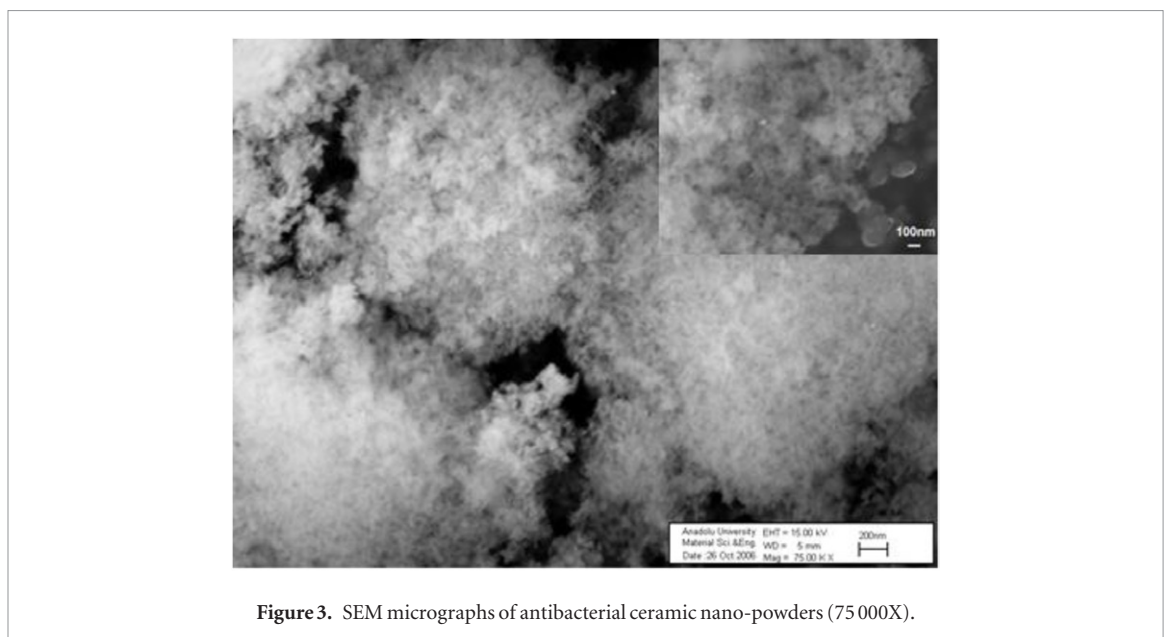 100nm
Anadolu University EHT = 15.00 kV
Material Sci &Eng. WD = 5 mm
Date :26 Oct 2006 Mag = 75.00 K X
200nm
Figure 3. SEM micrographs of antibacterial ceramic nano-powders (75 000X).